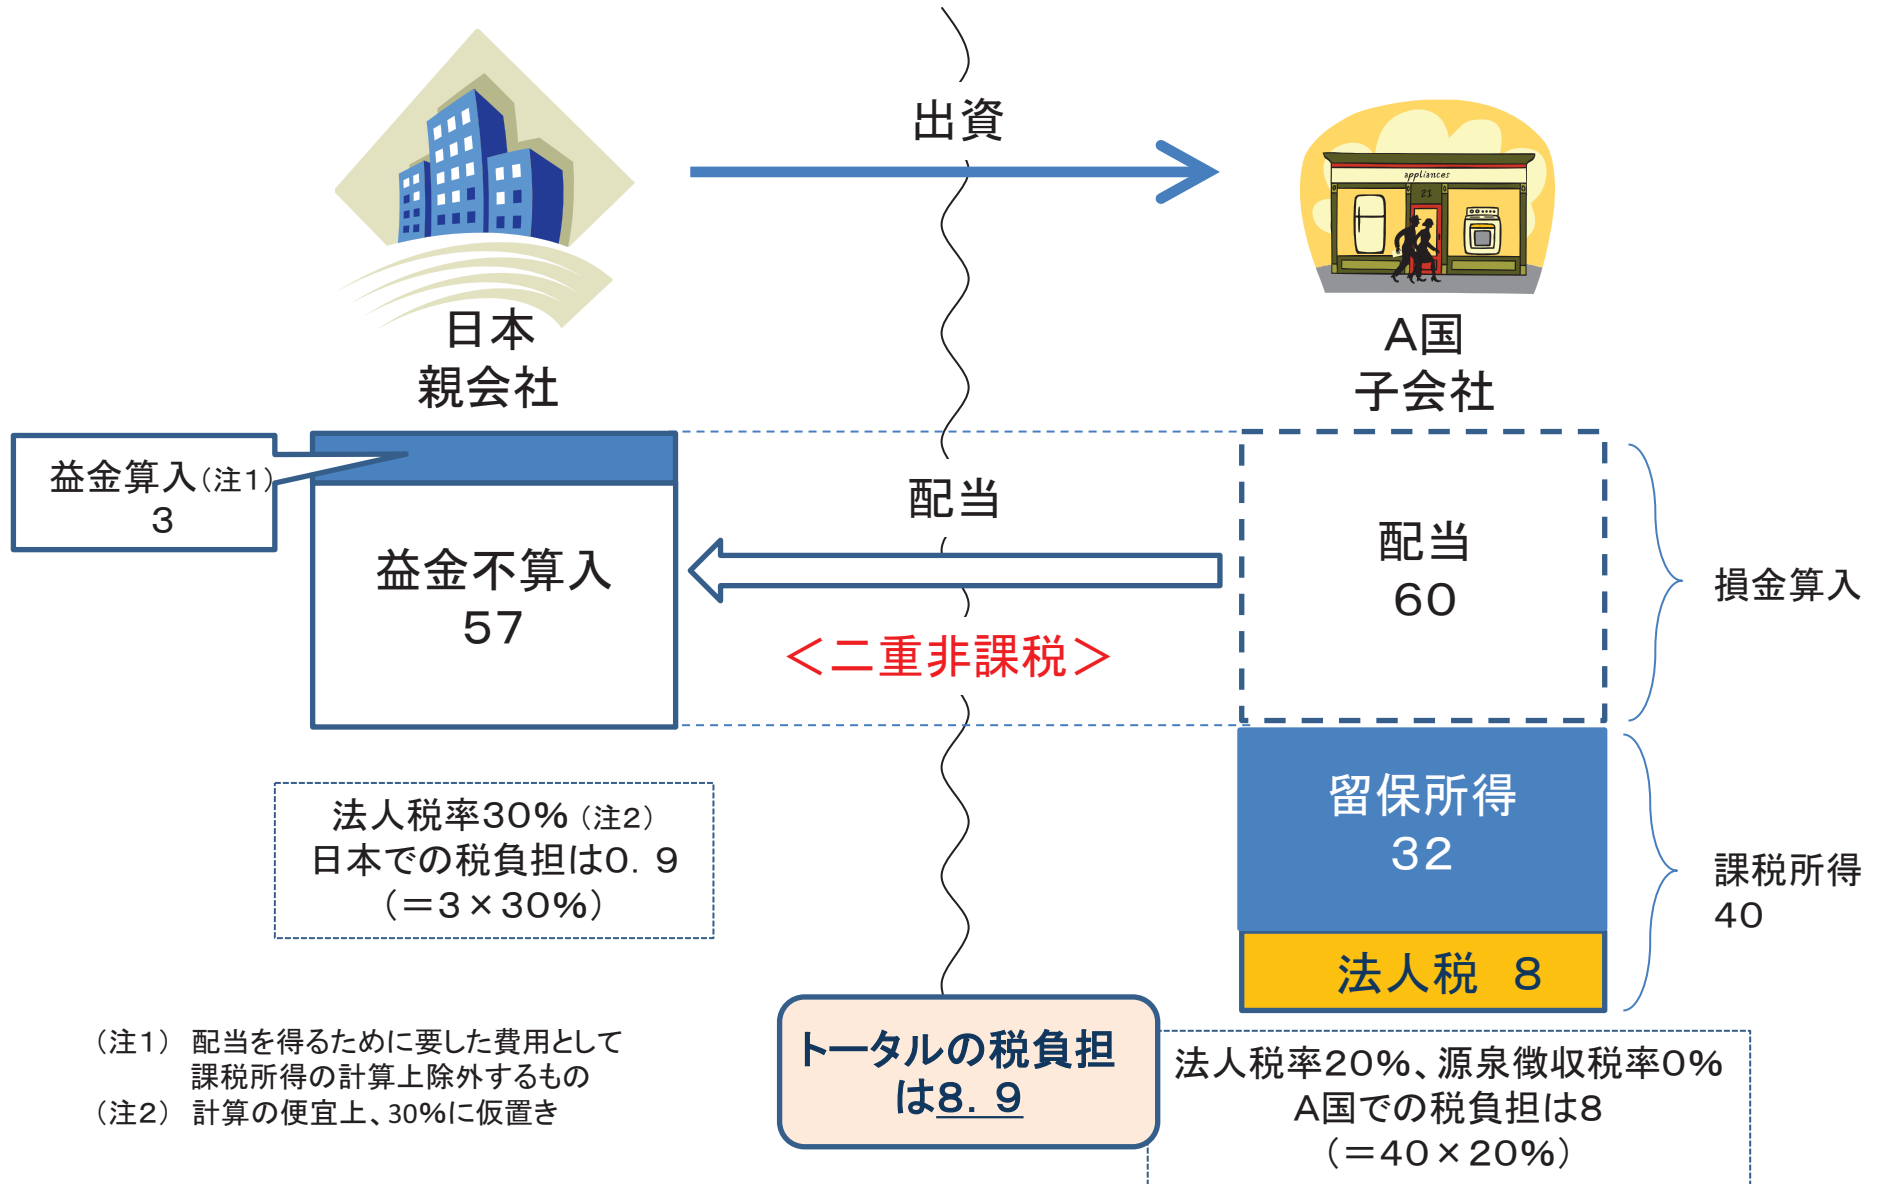 出資
appliances
21
日本
親会社
A国
子会社
益金算入(注1)
3
益金不算入
57
配当
配当
60
損金算入
＜二重非課税＞
留保所得
32
課税所得
40
法人税　8
法人税率30%(注2)
日本での税負担は0．9
(＝3×30%)
トータルの税負担
は8．9
法人税率20%、源泉徴収税率0%
A国での税負担は8
(＝40×20%)
(注1)　配当を得るために要した費用として
課税所得の計算上除外するもの
(注2)　計算の便宜上、30%に仮置き